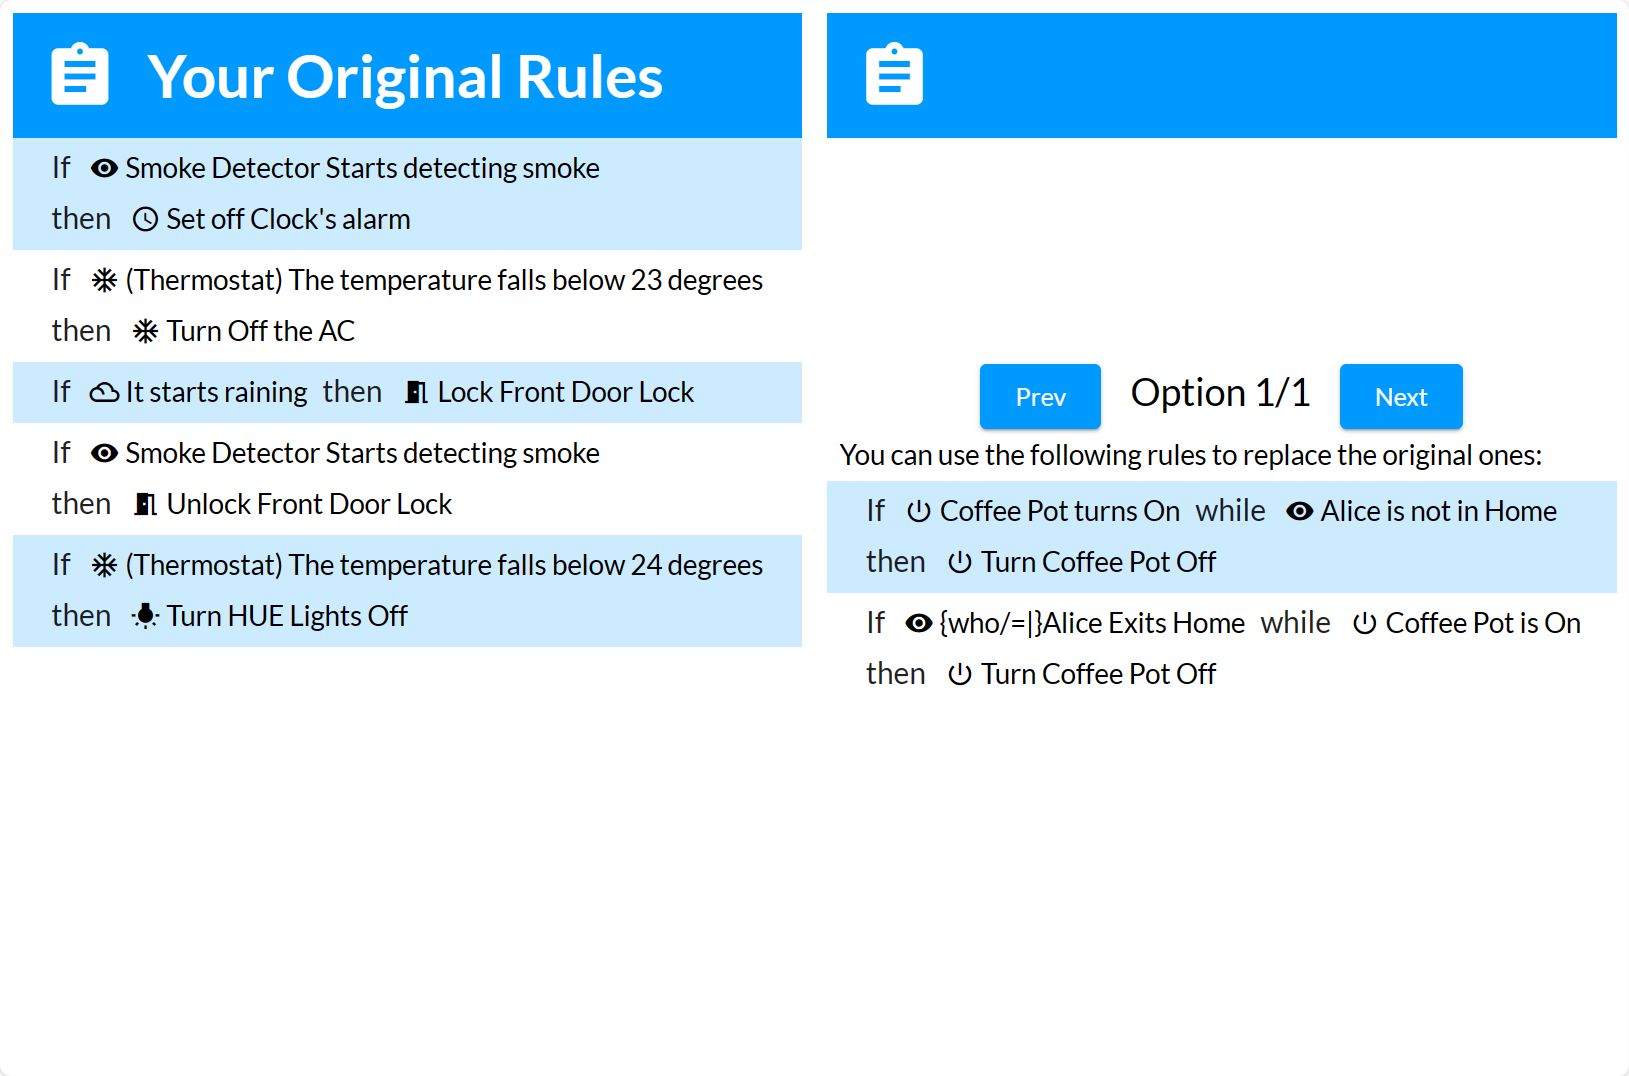 Your Original Rules
If Smoke Detector Starts detecting smoke
then Set off Clock's alarm
If (Thermostat) The temperature falls below 23 degrees
then Turn Off the AC
If It starts raining then Lock Front Door Lock
If Smoke Detector Starts detecting smoke
then Unlock Front Door Lock
If (Thermostat) The temperature falls below 24 degrees
then Turn HUE Lights Off
Prev Option 1/1 Next
You can use the following rules to replace the original ones:
If Coffee Pot turns On while Alice is not in Home
then Turn Coffee Pot Off
If {who/=|}Alice Exits Home while Coffee Pot is On
then Turn Coffee Pot Off